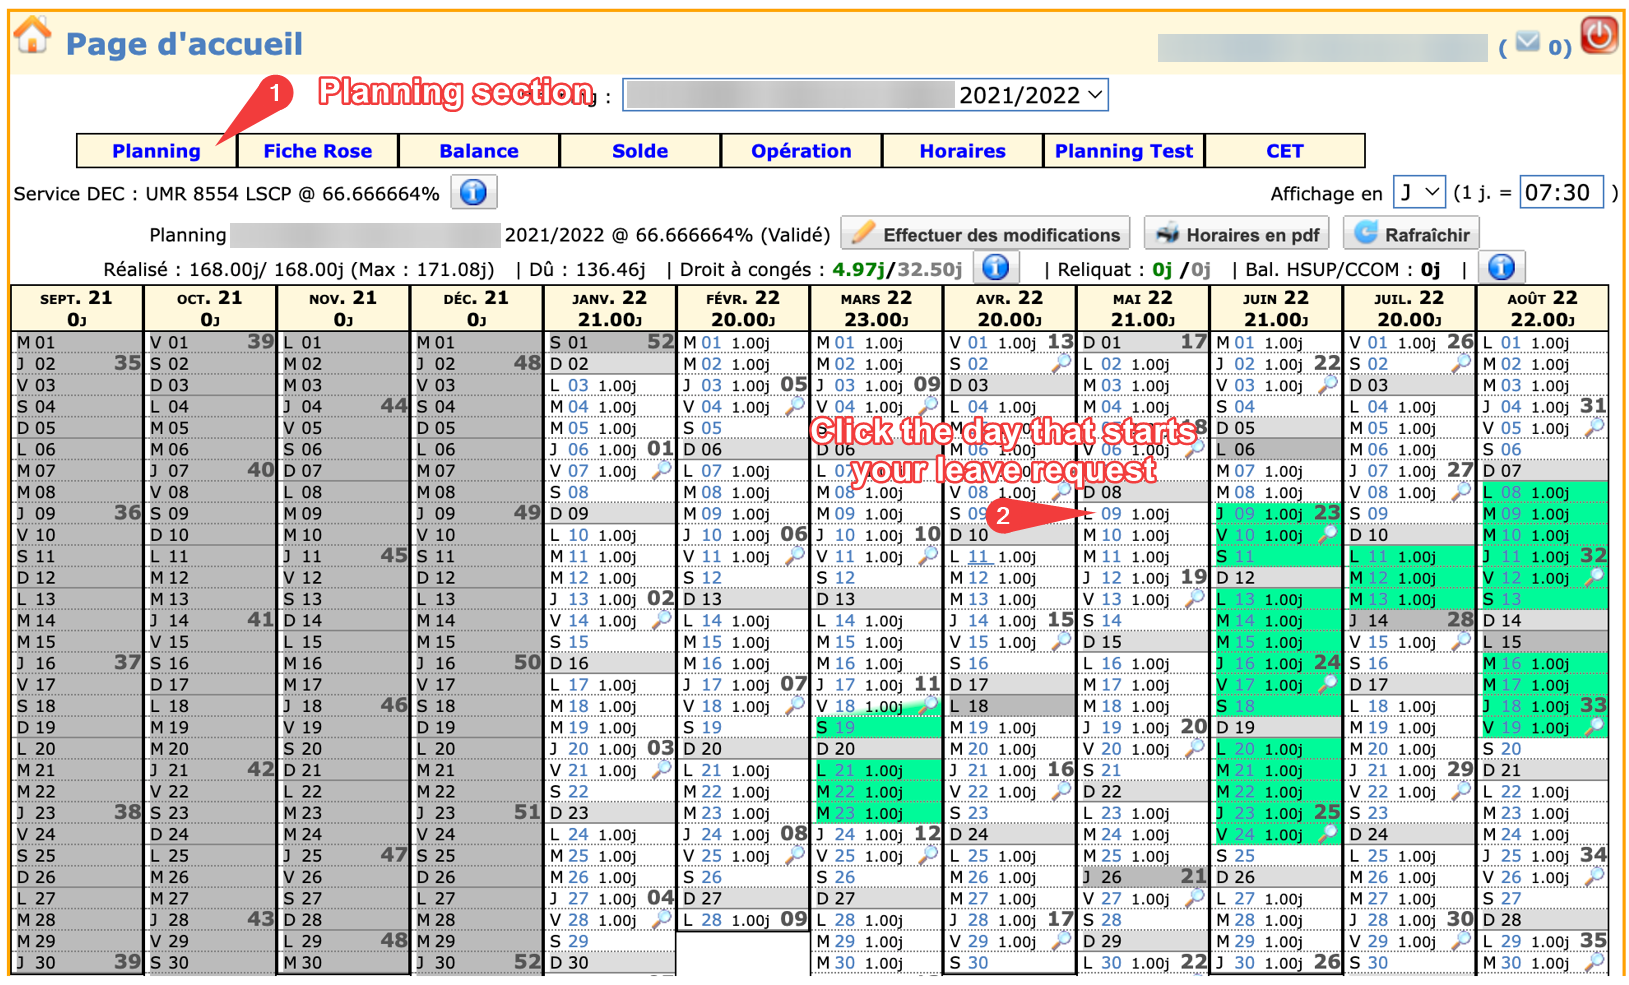 Page d'accueil
( 0)
1 Planning section
: 2021/2022
Planning Fiche Rose Balance Solde Opération Horaires Planning Test CET
Service DEC : UMR 8554 LSCP @ 66.666664% Affichage en J (1 j. = 07:30 )
Planning 2021/2022 @ 66.666664% (Validé) Effectuer des modifications Horaires en pdf Rafraîchir
Réalisé : 168.00j/ 168.00j (Max : 171.08j) | Dû : 136.46j | Droit à congés : 4.97j/32.50j | Reliquat : 0j /0j | Bal. HSUP/CCOM : 0j |
SEPT. 21 OCT. 21 NOV. 21 DÉC. 21 JANV. 22 FÉVR. 22 MARS 22 AVR. 22 MAI 22 JUIN 22 JUIL. 22 AOÛT 22
0J 0J 0J 0J 21.00J 20.00J 23.00J 20.00J 21.00J 21.00J 20.00J 22.00J
M 01 V 01 39 L 01 M 01 S 01 52 M 01 1.00j M 01 1.00j V 01 1.00j 13 D 01 17 M 01 1.00j V 01 1.00j 26 L 01 1.00j
J 02 35 S 02 M 02 J 02 48 D 02 M 02 1.00j M 02 1.00j S 02 L 02 1.00j J 02 1.00j 22 S 02 M 02 1.00j
V 03 D 03 M 03 V 03 L 03 1.00j J 03 1.00j 05 J 03 1.00j 09 D 03 M 03 1.00j V 03 1.00j D 03 M 03 1.00j
S 04 L 04 J 04 44 S 04 M 04 1.00j V 04 1.00j V 04 1.00j L 04 1.00j M 04 1.00j S 04 L 04 1.00j J 04 1.00j 31
D 05 M 05 V 05 D 05 M 05 1.00j S 05 18 D 05 M 05 1.00j V 05 1.00j
Click the day that starts
L 06 M 06 S 06 L 06 J 06 1.00j 01 D 06 D 06 M 06 1.00j V 06 1.00j L 06 M 06 1.00j S 06
M 07 J 07 40 D 07 M 07 V 07 1.00j L 07 1.00j L 07 M 07 1.00j J 07 1.00j 27 D 07
your leave request
M 08 V 08 L 08 M 08 S 08 M 08 1.00j M 08 1.00j V 08 1.00j D 08 M 08 1.00j V 08 1.00j L 08 1.00j
J 09 36 S 09 M 09 J 09 49 D 09 M 09 1.00j M 09 1.00j S 09 2 L 09 1.00j J 09 1.00j 23 S 09 M 09 1.00j
V 10 D 10 M 10 V 10 L 10 1.00j J 10 1.00j 06 J 10 1.00j 10 D 10 M 10 1.00j V 10 1.00j D 10 M 10 1.00j
S 11 L 11 J 11 45 S 11 M 11 1.00j V 11 1.00j V 11 1.00j L 11 1.00j M 11 1.00j S 11 L 11 1.00j J 11 1.00j 32
D 12 M 12 V 12 D 12 M 12 1.00j S 12 S 12 M 12 1.00j J 12 1.00j 19 D 12 M 12 1.00j V 12 1.00j
L 13 M 13 S 13 L 13 J 13 1.00j 02 D 13 D 13 M 13 1.00j V 13 1.00j L 13 1.00j M 13 1.00j S 13
M 14 J 14 41 D 14 M 14 V 14 1.00j L 14 1.00j L 14 1.00j J 14 1.00j 15 S 14 M 14 1.00j J 14 28 D 14
M 15 V 15 L 15 M 15 S 15 M 15 1.00j M 15 1.00j V 15 1.00j D 15 M 15 1.00j V 15 1.00j L 15
J 16 37 S 16 M 16 J 16 50 D 16 M 16 1.00j M 16 1.00j S 16 L 16 1.00j J 16 1.00j 24 S 16 M 16 1.00j
V 17 D 17 M 17 V 17 L 17 1.00j J 17 1.00j 07 J 17 1.00j 11 D 17 M 17 1.00j V 17 1.00j D 17 M 17 1.00j
S 18 L 18 J 18 46 S 18 M 18 1.00j V 18 1.00j V 18 1.00j L 18 M 18 1.00j S 18 L 18 1.00j J 18 1.00j 33
D 19 M 19 V 19 D 19 M 19 1.00j S 19 S 19 M 19 1.00j J 19 1.00j 20 D 19 M 19 1.00j V 19 1.00j
L 20 M 20 S 20 L 20 J 20 1.00j 03 D 20 D 20 M 20 1.00j V 20 1.00j L 20 1.00j M 20 1.00j S 20
M 21 J 21 42 D 21 M 21 V 21 1.00j L 21 1.00j L 21 1.00j J 21 1.00j 16 S 21 M 21 1.00j J 21 1.00j 29 D 21
M 22 V 22 L 22 M 22 S 22 M 22 1.00j M 22 1.00j V 22 1.00j D 22 M 22 1.00j V 22 1.00j L 22 1.00j
J 23 38 S 23 M 23 J 23 51 D 23 M 23 1.00j M 23 1.00j S 23 L 23 1.00j J 23 1.00j 25 S 23 M 23 1.00j
V 24 D 24 M 24 V 24 L 24 1.00j J 24 1.00j 08 J 24 1.00j 12 D 24 M 24 1.00j V 24 1.00j D 24 M 24 1.00j
S 25 L 25 J 25 47 S 25 M 25 1.00j V 25 1.00j V 25 1.00j L 25 1.00j M 25 1.00j S 25 L 25 1.00j J 25 1.00j 34
D 26 M 26 V 26 D 26 M 26 1.00j S 26 S 26 M 26 1.00j J 26 21 D 26 M 26 1.00j V 26 1.00j
L 27 M 27 S 27 L 27 J 27 1.00j 04 D 27 D 27 M 27 1.00j V 27 1.00j L 27 1.00j M 27 1.00j S 27
M 28 J 28 43 D 28 M 28 V 28 1.00j L 28 1.00j 09 L 28 1.00j J 28 1.00j 17 S 28 M 28 1.00j J 28 1.00j 30 D 28
M 29 V 29 L 29 48 M 29 S 29 M 29 1.00j V 29 1.00j D 29 M 29 1.00j V 29 1.00j L 29 1.00j 35
J 30 39 S 30 M 30 J 30 52 D 30 M 30 1.00j S 30 L 30 1.00j 22 J 30 1.00j 26 S 30 M 30 1.00j